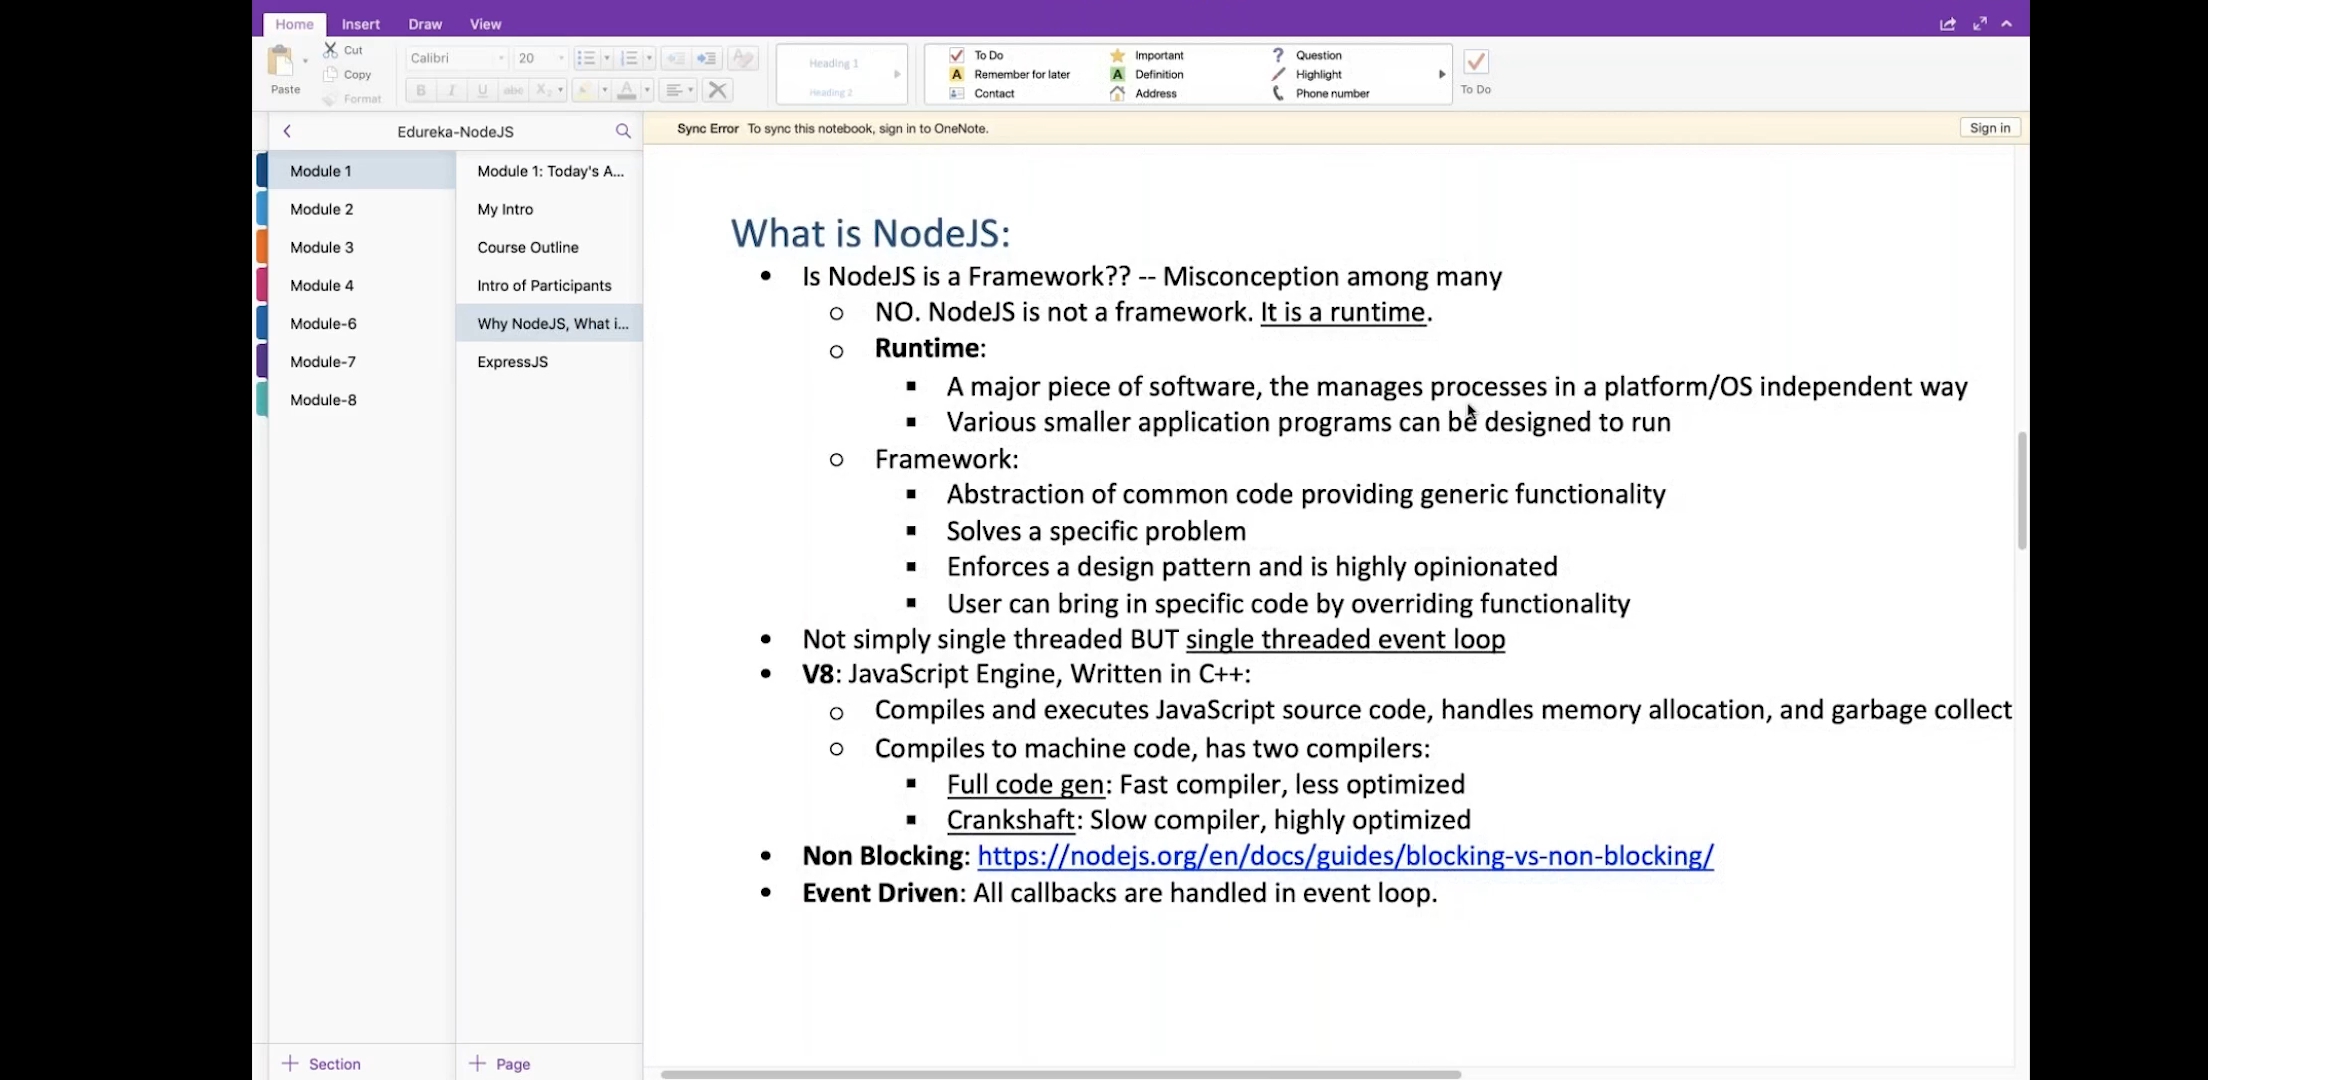 Home Insert Draw View
Paste
Cut
Copy
Format
Calibri 20
B I U abc X₂ A
Heading 1
Heading 2
To Do Important Question
Remember for later Definition Highlight
Contact Address Phone number
To Do
Edureka-NodeJS
Sync Error To sync this notebook, sign in to OneNote.
Sign in
Module 1
Module 2
Module 3
Module 4
Module-6
Module-7
Module-8
Module 1: Today's A...
My Intro
Course Outline
Intro of Participants
Why NodeJS, What i...
ExpressJS
What is NodeJS:
• Is NodeJS is a Framework?? -- Misconception among many
○ NO. NodeJS is not a framework. It is a runtime.
○ Runtime:
▪ A major piece of software, the manages processes in a platform/OS independent way
▪ Various smaller application programs can be designed to run
○ Framework:
▪ Abstraction of common code providing generic functionality
▪ Solves a specific problem
▪ Enforces a design pattern and is highly opinionated
▪ User can bring in specific code by overriding functionality
• Not simply single threaded BUT single threaded event loop
• V8: JavaScript Engine, Written in C++:
○ Compiles and executes JavaScript source code, handles memory allocation, and garbage collect
○ Compiles to machine code, has two compilers:
▪ Full code gen: Fast compiler, less optimized
▪ Crankshaft: Slow compiler, highly optimized
• Non Blocking: https://nodejs.org/en/docs/guides/blocking-vs-non-blocking/
• Event Driven: All callbacks are handled in event loop.
+ Section
+ Page